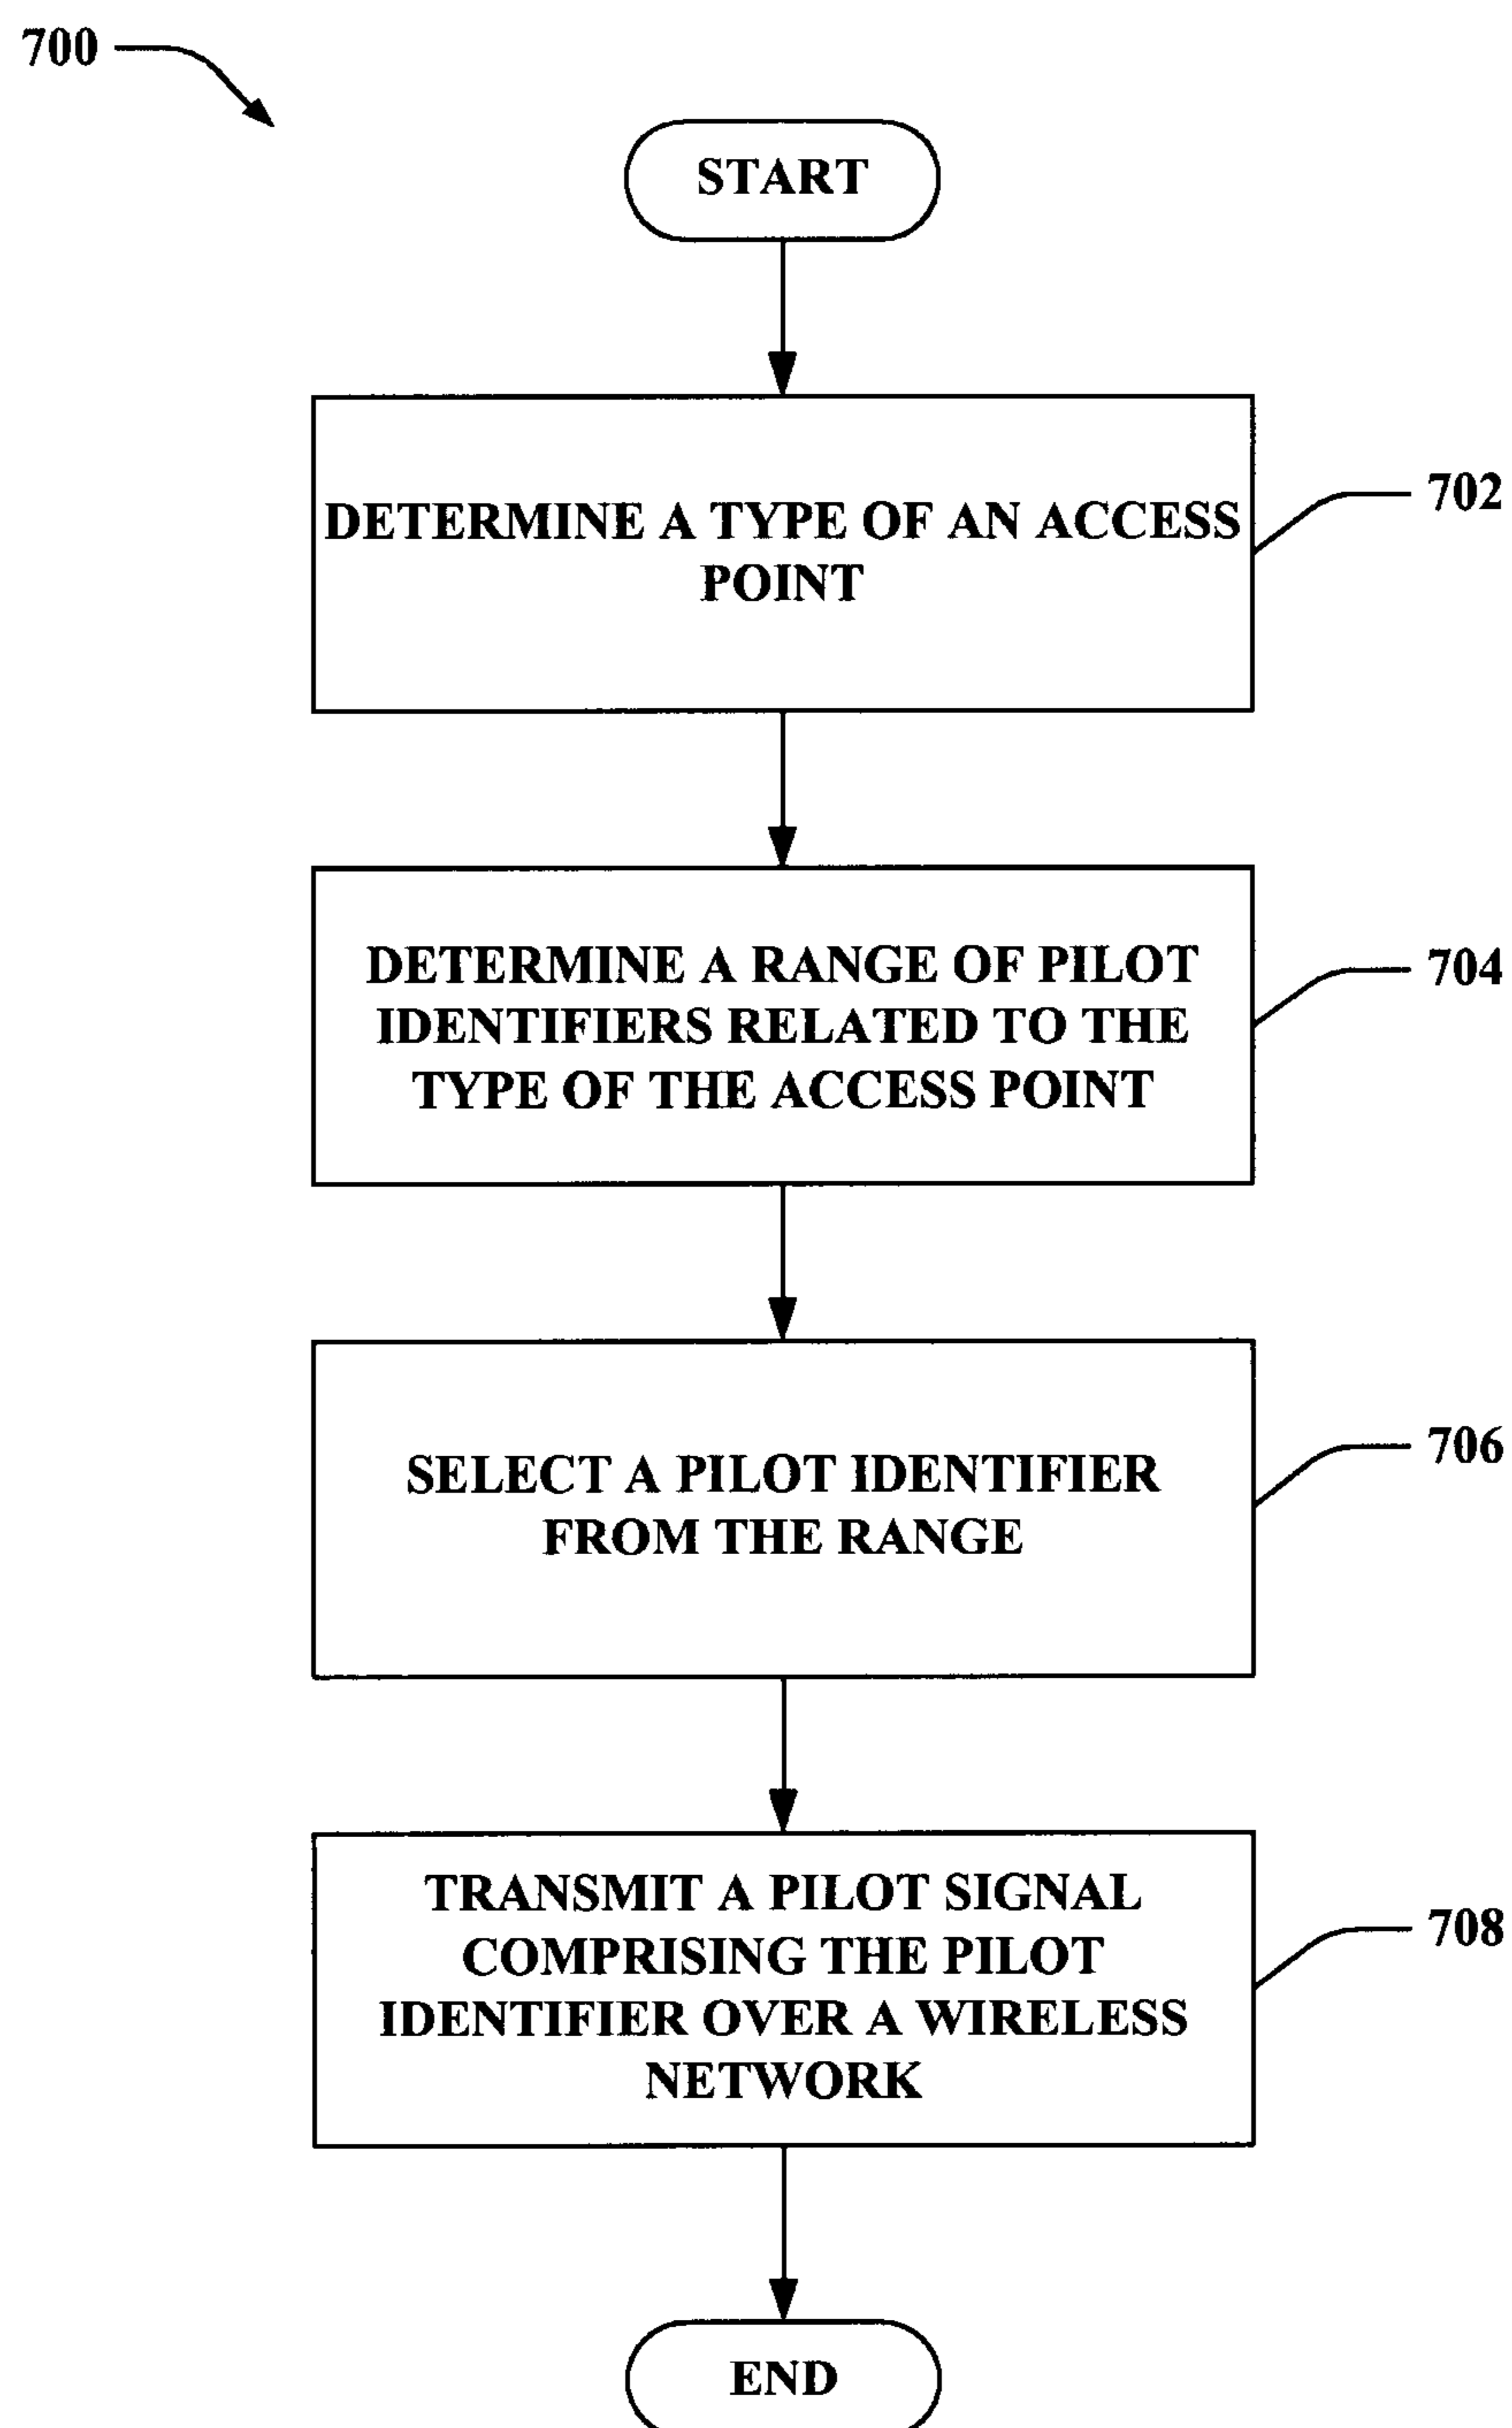 700
START
DETERMINE A TYPE OF AN ACCESS
POINT
702
DETERMINE A RANGE OF PILOT
IDENTIFIERS RELATED TO THE
TYPE OF THE ACCESS POINT
704
SELECT A PILOT IDENTIFIER
FROM THE RANGE
706
TRANSMIT A PILOT SIGNAL
COMPRISING THE PILOT
IDENTIFIER OVER A WIRELESS
NETWORK
708
END